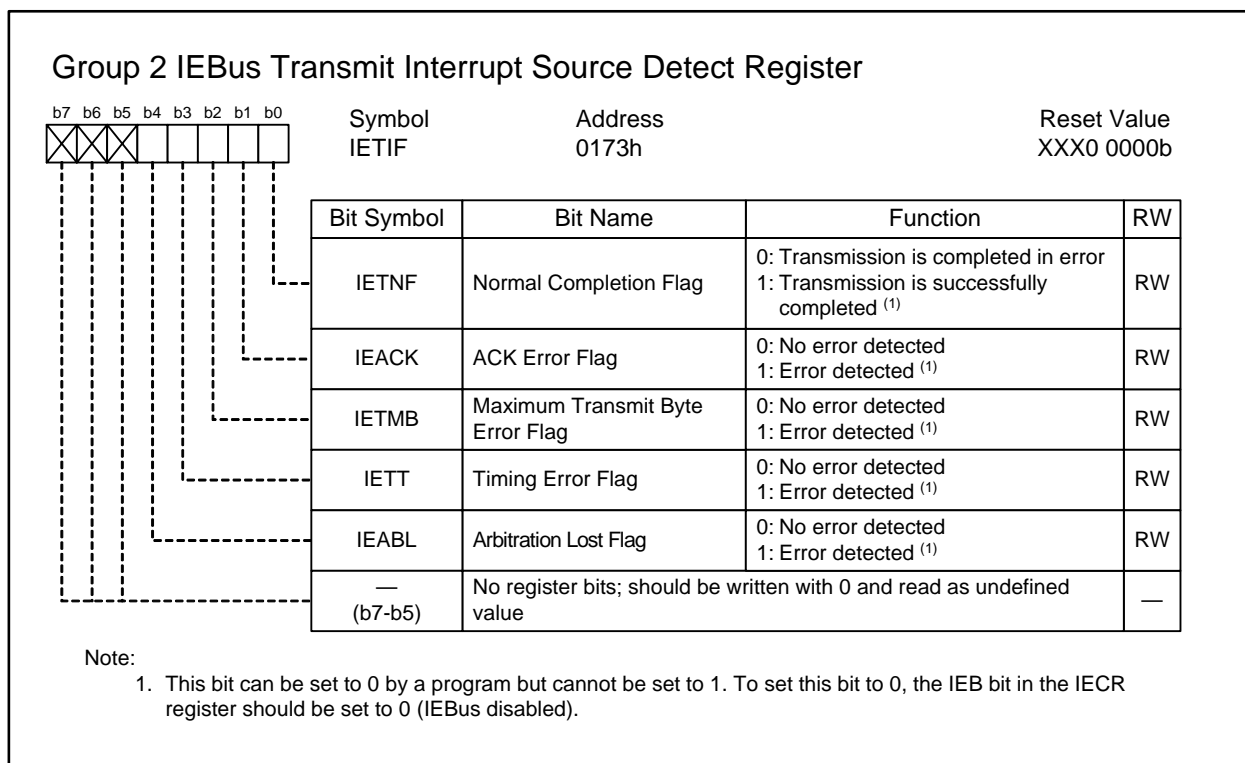 Group 2 IEBus Transmit Interrupt Source Detect Register
b7 b6 b5 b4 b3 b2 b1 b0
Symbol Address Reset Value
IETIF 0173h XXX0 0000b
Bit Symbol Bit Name Function RW
IETNF Normal Completion Flag 0: Transmission is completed in error RW
1: Transmission is successfully
completed (1)
IEACK ACK Error Flag 0: No error detected RW
1: Error detected (1)
IETMB Maximum Transmit Byte 0: No error detected RW
Error Flag 1: Error detected (1)
IETT Timing Error Flag 0: No error detected RW
1: Error detected (1)
IEABL Arbitration Lost Flag 0: No error detected RW
1: Error detected (1)
— No register bits; should be written with 0 and read as undefined —
(b7-b5) value
Note:
1. This bit can be set to 0 by a program but cannot be set to 1. To set this bit to 0, the IEB bit in the IECR
register should be set to 0 (IEBus disabled).